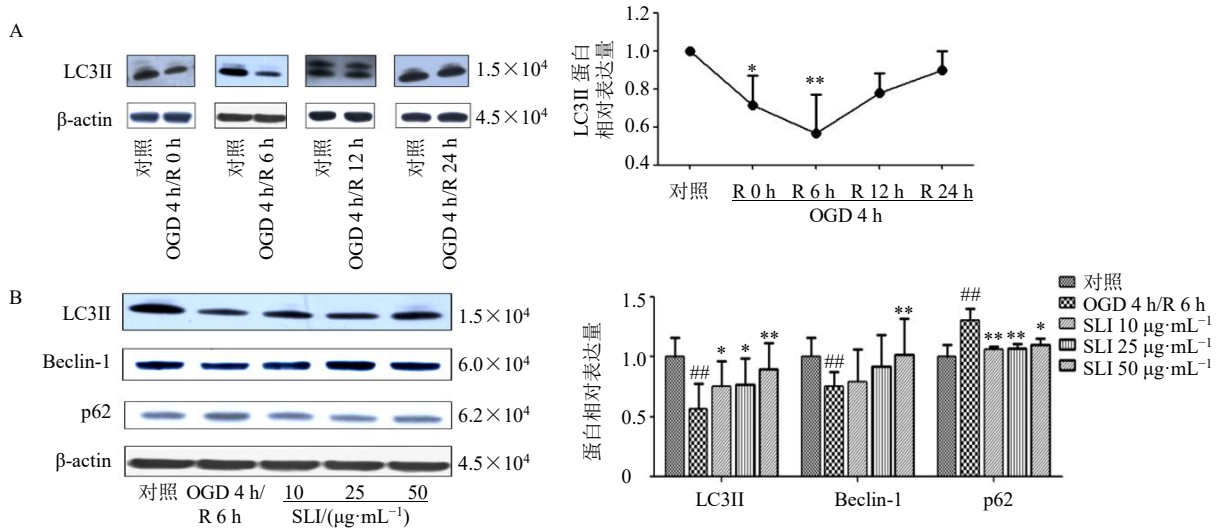 A
LC3II
1.5×10⁴
β-actin
4.5×10⁴
对照
OGD 4 h/R 0 h
对照
OGD 4 h/R 6 h
对照
OGD 4 h/R 12 h
对照
OGD 4 h/R 24 h
LC3II 蛋白
相对表达量
1.2
1.0
0.8
0.6
0.4
*
**
对照
R 0 h
R 6 h
R 12 h
R 24 h
OGD 4 h
B
LC3II
1.5×10⁴
Beclin-1
6.0×10⁴
p62
6.2×10⁴
β-actin
4.5×10⁴
对照
OGD 4 h/
R 6 h
10
25
50
SLI/(μg·mL⁻¹)
蛋白相对表达量
1.5
1.0
0.5
0
##
*
*
**
##
**
##
**
**
*
LC3II
Beclin-1
p62
对照
OGD 4 h/R 6 h
SLI 10 μg·mL⁻¹
SLI 25 μg·mL⁻¹
SLI 50 μg·mL⁻¹